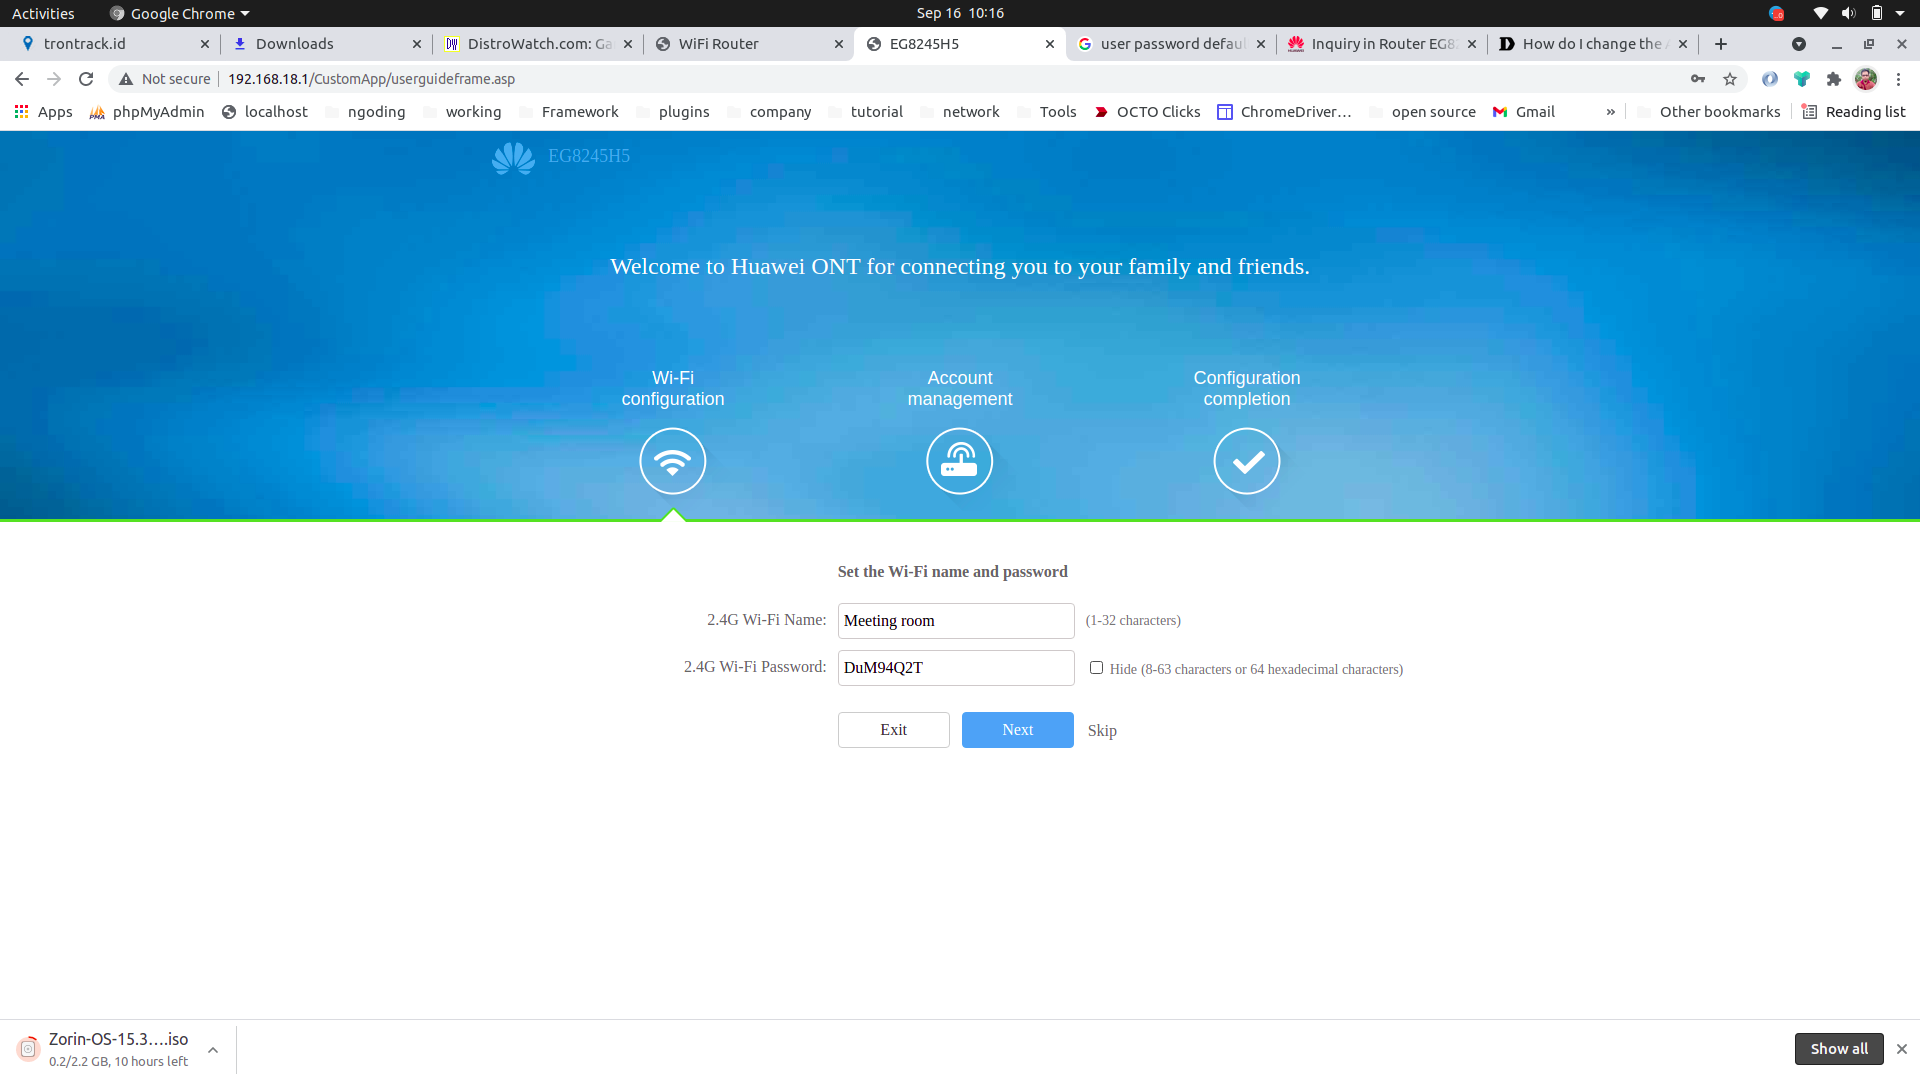 Activities
Google Chrome
Sep 16 10:16
trontrack.id
Downloads
DistroWatch.com: Ga
WiFi Router
EG8245H5
user password defau
Inquiry in Router EG82
How do I change the A
Not secure
192.168.18.1/CustomApp/userguideframe.asp
Apps
phpMyAdmin
localhost
ngoding
working
Framework
plugins
company
tutorial
network
Tools
OCTO Clicks
ChromeDriver...
open source
Gmail
»
Other bookmarks
Reading list
EG8245H5
Welcome to Huawei ONT for connecting you to your family and friends.
Wi-Fi
configuration
Account
management
Configuration
completion
Set the Wi-Fi name and password
2.4G Wi-Fi Name:
Meeting room
(1-32 characters)
2.4G Wi-Fi Password:
DuM94Q2T
Hide (8-63 characters or 64 hexadecimal characters)
Exit
Next
Skip
Zorin-OS-15.3....iso
0.2/2.2 GB, 10 hours left
Show all